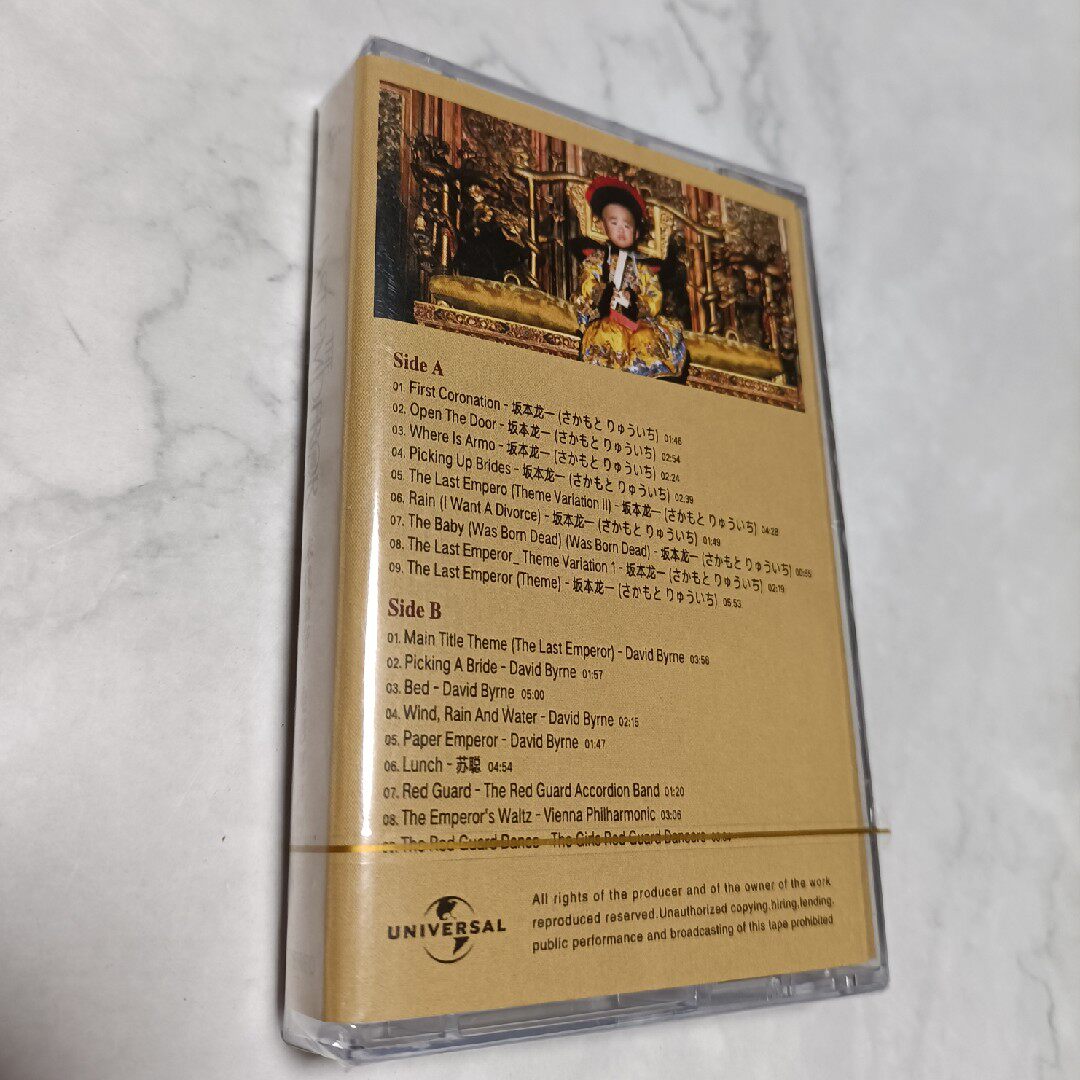 Side A
01. First Coronation - 坂本龙一 (さかもと りゅういち) 01:46
02. Open The Door - 坂本龙一 (さかもと りゅういち) 02:54
03. Where Is Armo - 坂本龙一 (さかもと りゅういち) 02:24
04. Picking Up Brides - 坂本龙一 (さかもと りゅういち) 02:39
05. The Last Empero (Theme Variation II) - 坂本龙一 (さかもと りゅういち) 04:28
06. Rain (I Want A Divorce) - 坂本龙一 (さかもと りゅういち) 01:49
07. The Baby (Was Born Dead) (Was Born Dead) - 坂本龙一 (さかもと りゅういち) 00:55
08. The Last Emperor_ Theme Variation 1 - 坂本龙一 (さかもと りゅういち) 02:19
09. The Last Emperor (Theme) - 坂本龙一 (さかもと りゅういち) 05:53
Side B
01. Main Title Theme (The Last Emperor) - David Byrne 03:56
02. Picking A Bride - David Byrne 01:57
03. Bed - David Byrne 05:00
04. Wind, Rain And Water - David Byrne 02:15
05. Paper Emperor - David Byrne 01:47
06. Lunch - 苏聪 04:54
07. Red Guard - The Red Guard Accordion Band 01:20
08. The Emperor's Waltz - Vienna Philharmonic 03:06
The Red Guard Dance - The Girls Red Guard Dancers
UNIVERSAL
All rights of the producer and of the owner of the work
reproduced reserved.Unauthorized copying.hiring,lending,
public performance and broadcasting of this tape prohibited